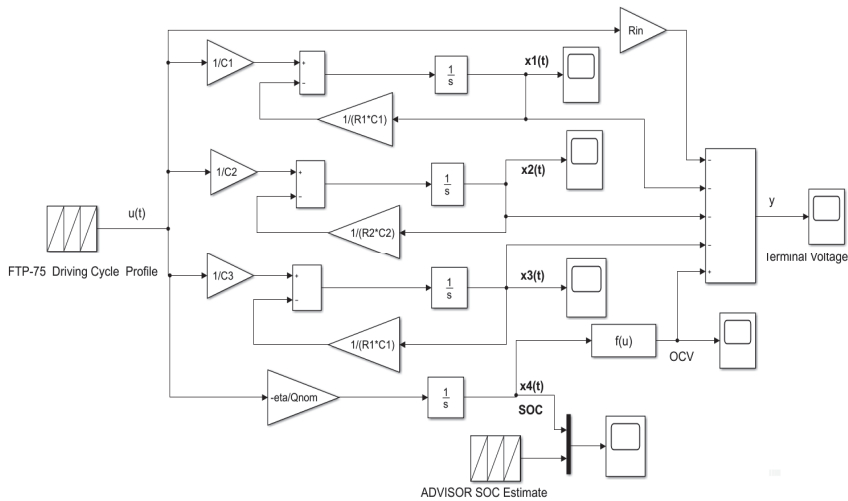 Rin
1/C1
+
−
1
s
x1(t)
1/(R1*C1)
1/C2
+
−
1
s
x2(t)
1/(R2*C2)
u(t)
FTP-75 Driving Cycle Profile
1/C3
+
−
1
s
x3(t)
1/(R1*C1)
−
−
−
−
+
y
Terminal Voltage
f(u)
OCV
-eta/Qnom
1
s
x4(t)
SOC
ADVISOR SOC Estimate